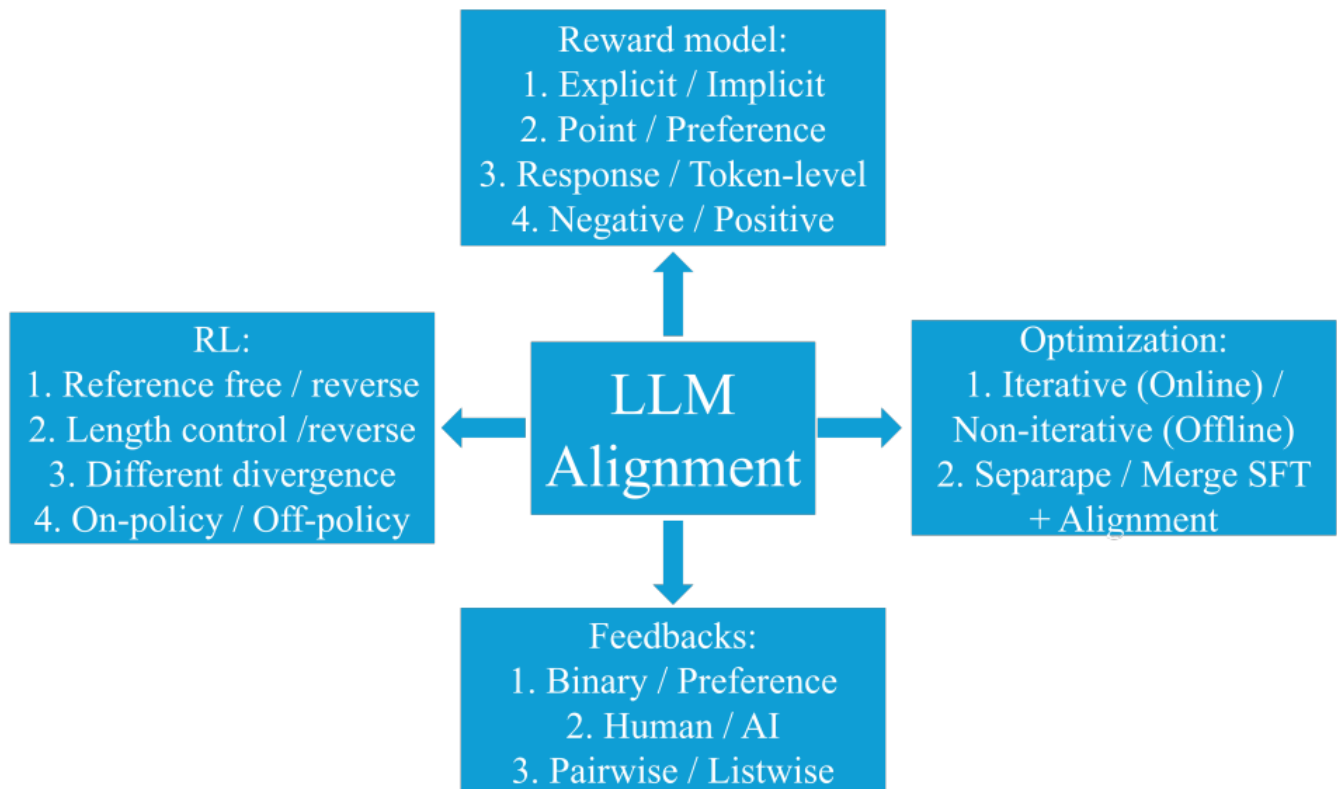 Reward model:
1. Explicit / Implicit
2. Point / Preference
3. Response / Token-level
4. Negative / Positive
RL:
1. Reference free / reverse
2. Length control /reverse
3. Different divergence
4. On-policy / Off-policy
LLM
Alignment
Optimization:
1. Iterative (Online) /
Non-iterative (Offline)
2. Separape / Merge SFT
+ Alignment
Feedbacks:
1. Binary / Preference
2. Human / AI
3. Pairwise / Listwise